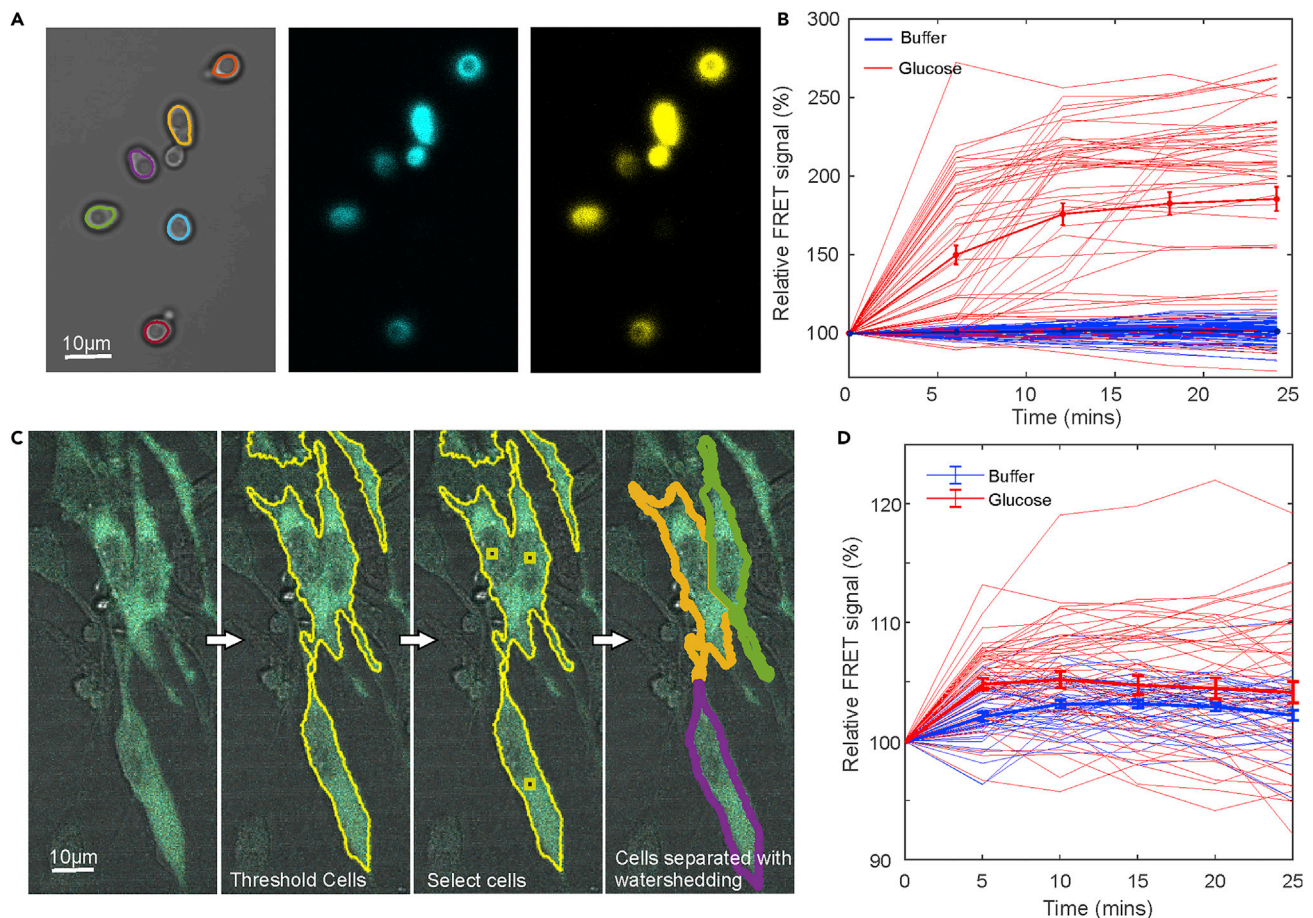 A
10µm
B
Relative FRET signal (%)
300
250
200
150
100
Buffer
Glucose
0
5
10
15
20
25
Time (mins)
C
10µm
Threshold Cells
Select cells
Cells separated with
watershedding
D
Relative FRET signal (%)
120
110
100
90
Buffer
Glucose
0
5
10
15
20
25
Time (mins)